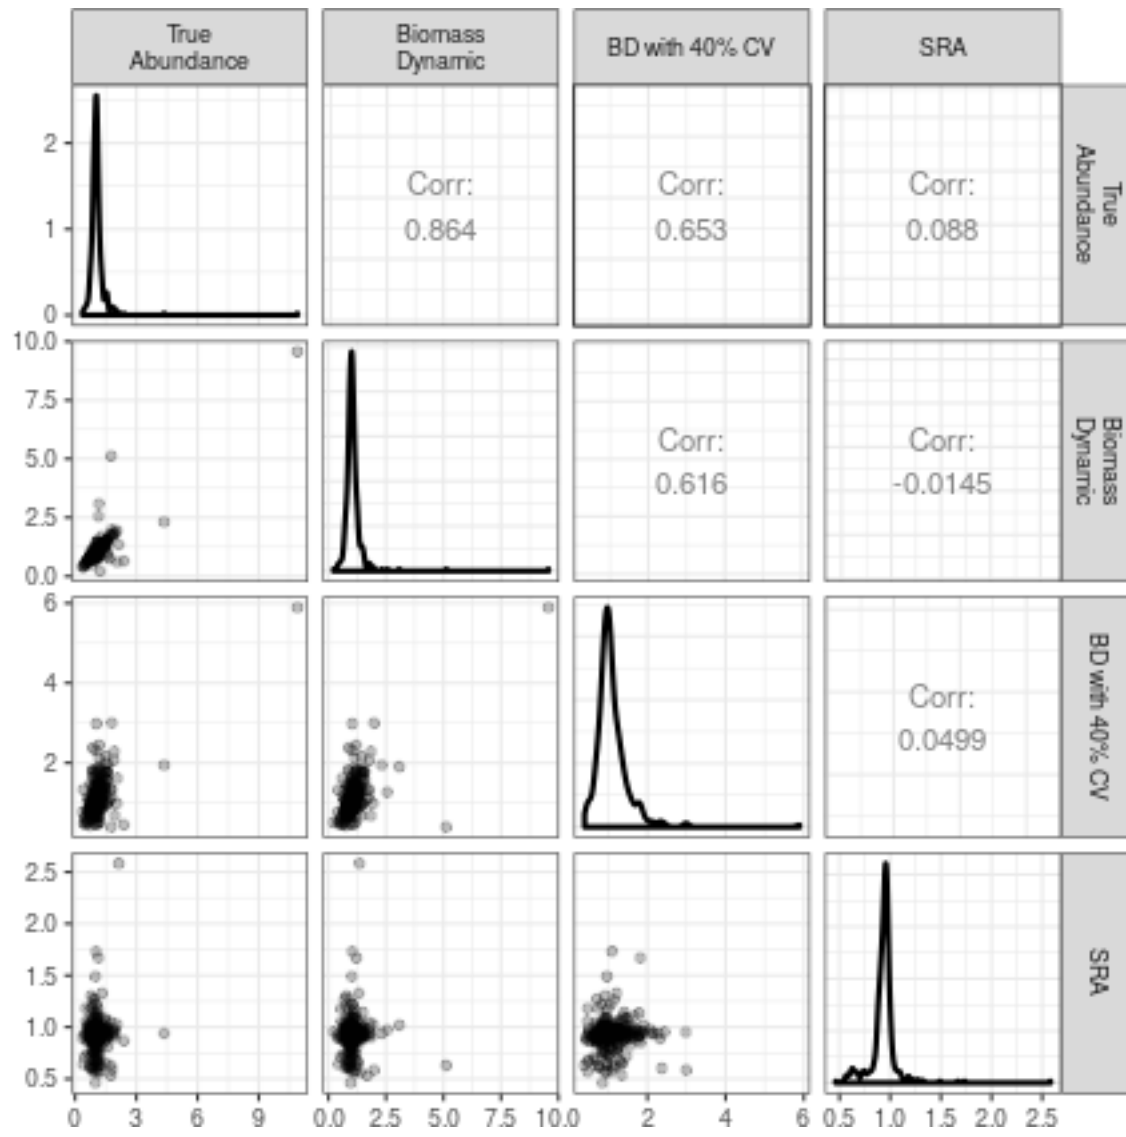 True
Abundance
Biomass
Dynamic
BD with 40% CV
SRA
2
1
0
Corr:
0.864
Corr:
0.653
Corr:
0.088
True
Abundance
10.0
7.5
5.0
2.5
0.0
Corr:
0.616
Corr:
-0.0145
Biomass
Dynamic
6
4
2
Corr:
0.0499
BD with 40% CV
2.5
2.0
1.5
1.0
0.5
SRA
0 3 6 9
0.0 2.5 5.0 7.5 10.0
2 4 6
0.5 1.0 1.5 2.0 2.5